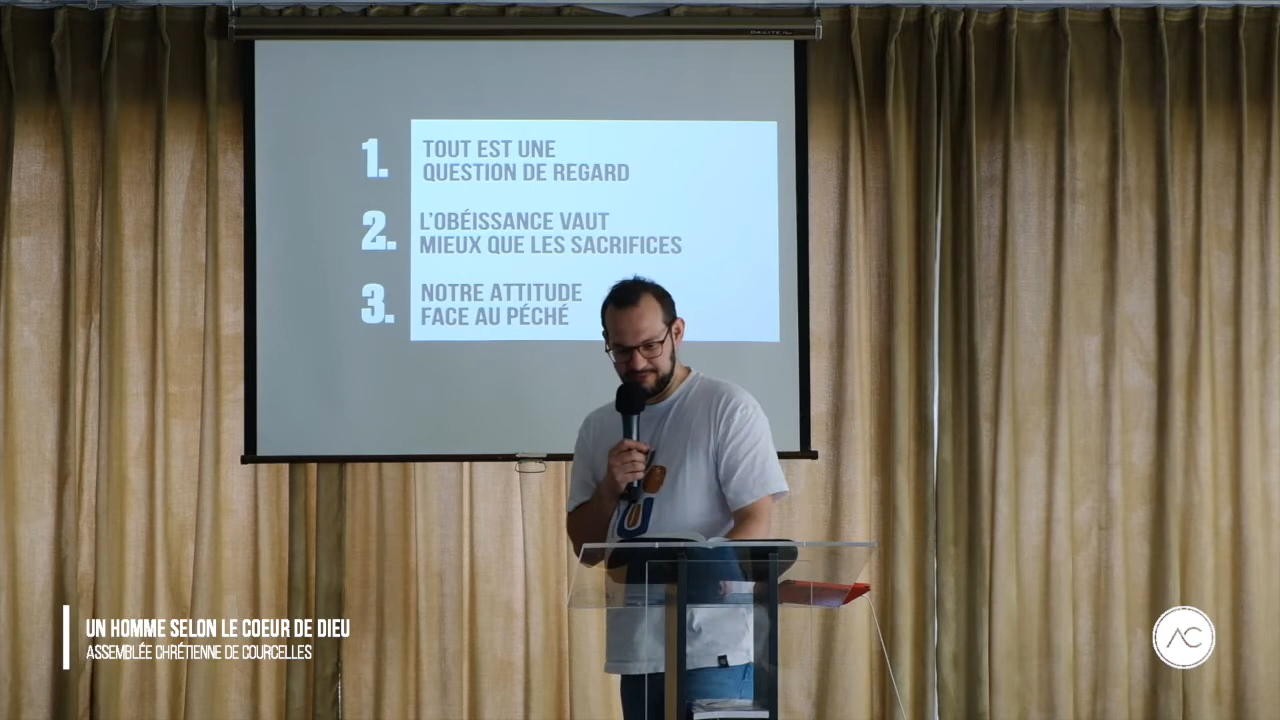 1. TOUT EST UNE
QUESTION DE REGARD
2. L'OBÉISSANCE VAUT
MIEUX QUE LES SACRIFICES
3. NOTRE ATTITUDE
FACE AU PÉCHÉ
UN HOMME SELON LE COEUR DE DIEU
ASSEMBLÉE CHRÉTIENNE DE COURCELLES
AC